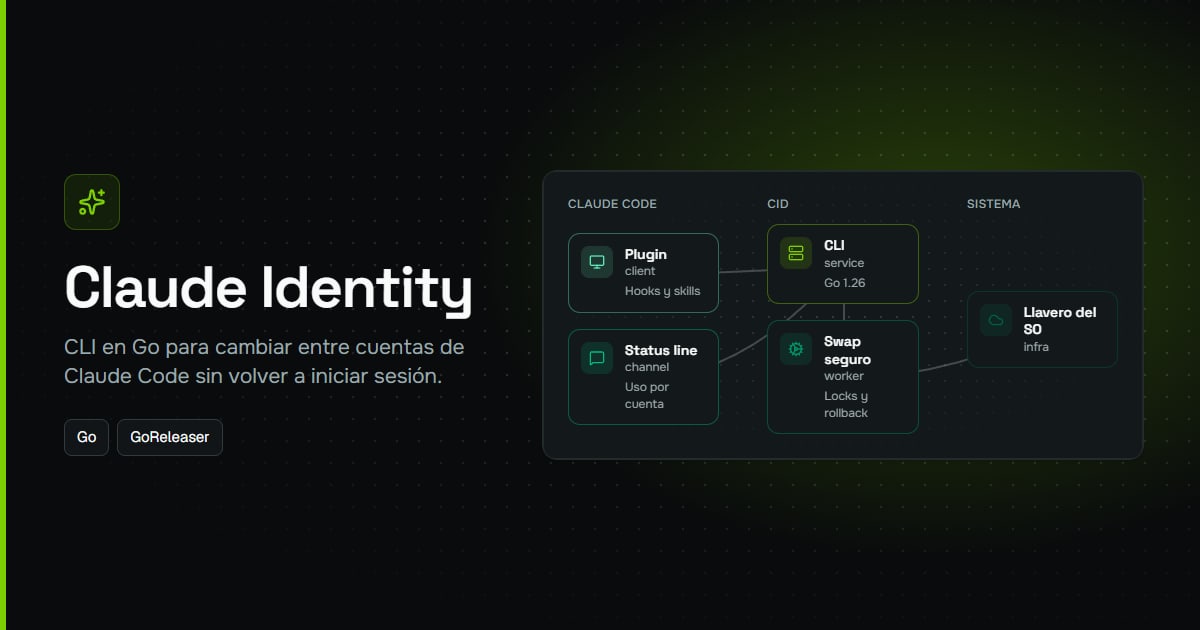 Claude Identity
CLI en Go para cambiar entre cuentas de
Claude Code sin volver a iniciar sesión.
Go
GoReleaser
CLAUDE CODE
Plugin
client
Hooks y skills
Status line
channel
Uso por
cuenta
CID
CLI
service
Go 1.26
Swap
seguro
worker
Locks y
rollback
SISTEMA
Llavero del
SO
infra